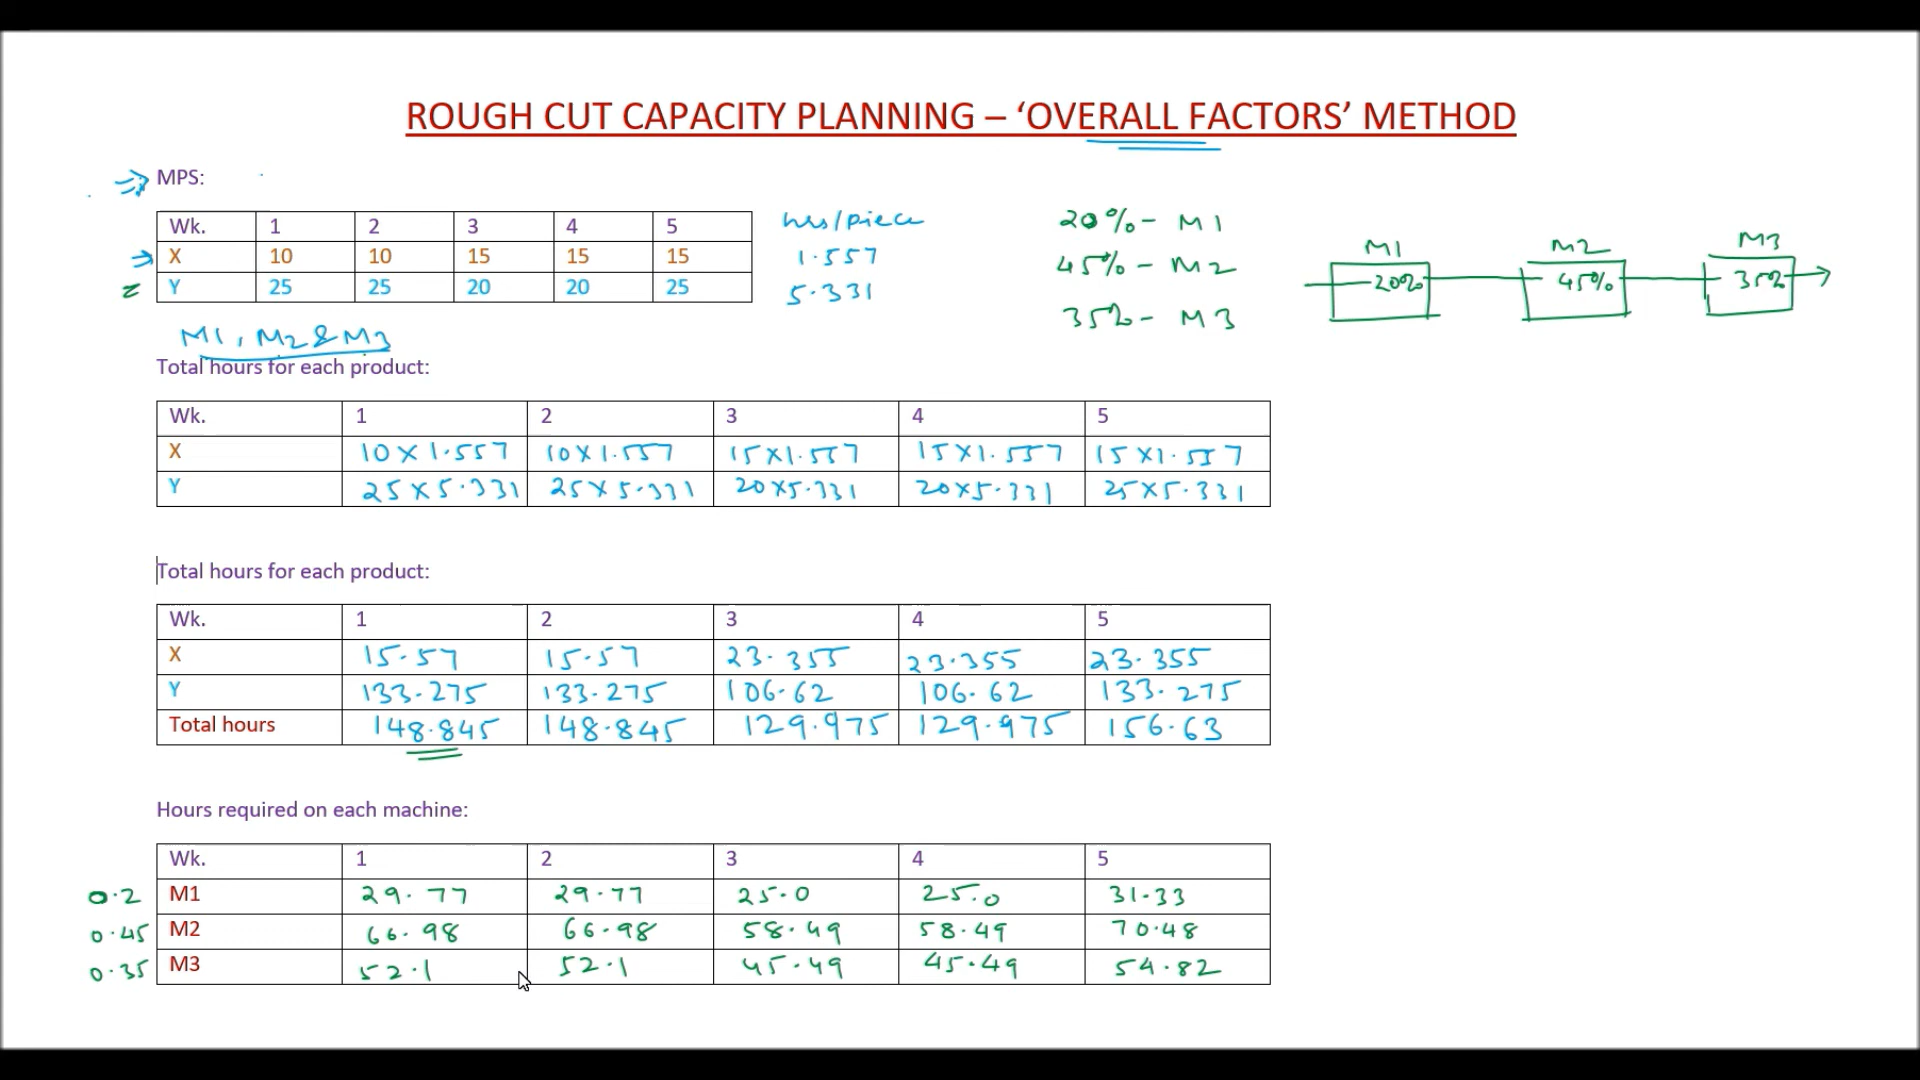 ROUGH CUT CAPACITY PLANNING – ‘OVERALL FACTORS’ METHOD
MPS:
Wk. 1 2 3 4 5 hrs/piece
X 10 10 15 15 15 1.557
Y 25 25 20 20 25 5.331
20% - M1
45% - M2
35% - M3
M1 M2 M3
20% 45% 35%
M1, M2 & M3
Total hours for each product:
Wk. 1 2 3 4 5
X 10 X 1.557 10 X 1.557 15 X 1.557 15 X 1.557 15 X 1.557
Y 25 X 5.331 25 X 5.331 20 X 5.331 20 X 5.331 25 X 5.331
Total hours for each product:
Wk. 1 2 3 4 5
X 15.57 15.57 23.355 23.355 23.355
Y 133.275 133.275 106.62 106.62 133.275
Total hours 148.845 148.845 129.975 129.975 156.63
Hours required on each machine:
Wk. 1 2 3 4 5
0.2 M1 29.77 29.77 25.0 25.0 31.33
0.45 M2 66.98 66.98 58.49 58.49 70.48
0.35 M3 52.1 52.1 45.49 45.49 54.82